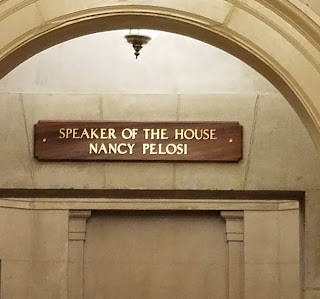 SPEAKER OF THE HOUSE
NANCY PELOSI